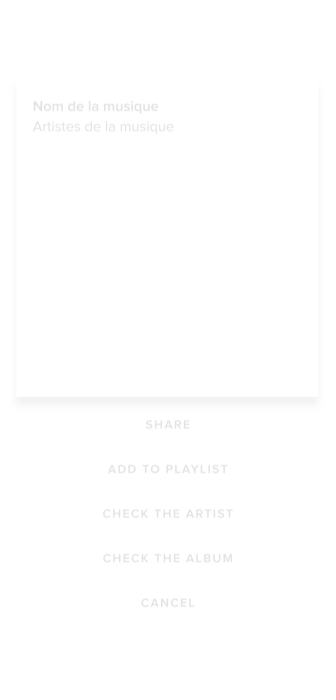 Nom de la musique
Artistes de la musique
SHARE
ADD TO PLAYLIST
CHECK THE ARTIST
CHECK THE ALBUM
CANCEL